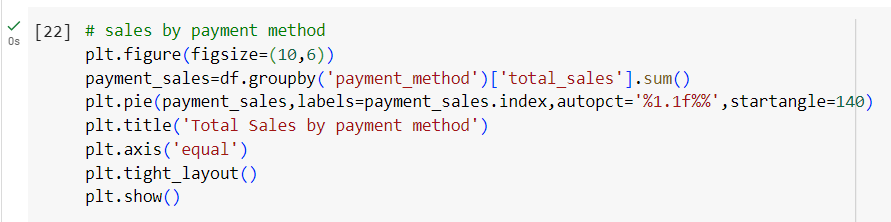 [22] # sales by payment method
0s
plt.figure(figsize=(10,6))
payment_sales=df.groupby('payment_method')['total_sales'].sum()
plt.pie(payment_sales,labels=payment_sales.index,autopct='%1.1f%%',startangle=140)
plt.title('Total Sales by payment method')
plt.axis('equal')
plt.tight_layout()
plt.show()